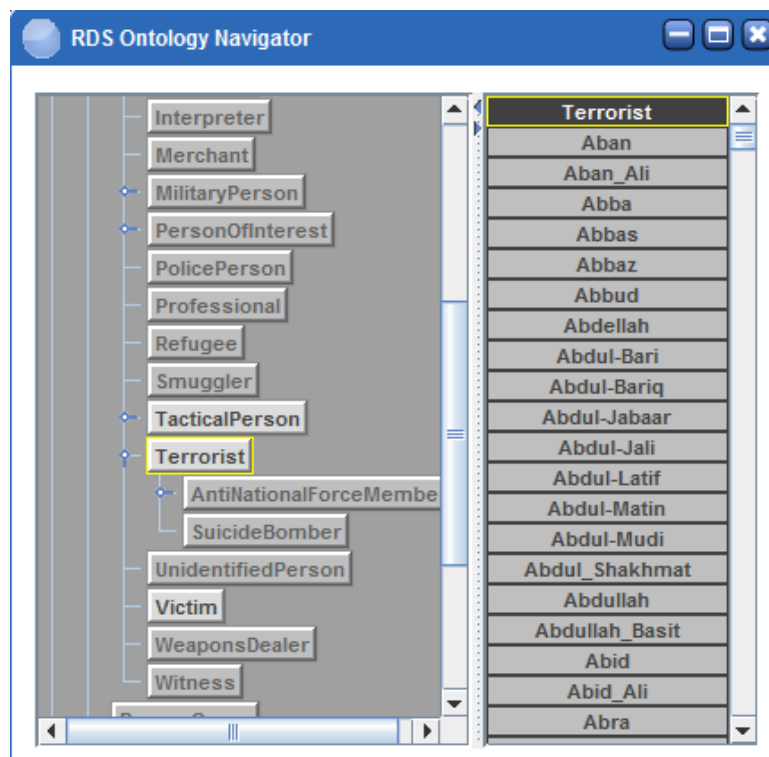 RDS Ontology Navigator
Interpreter
Merchant
MilitaryPerson
PersonOfInterest
PolicePerson
Professional
Refugee
Smuggler
TacticalPerson
Terrorist
AntiNationalForceMembe
SuicideBomber
UnidentifiedPerson
Victim
WeaponsDealer
Witness
Terrorist
Aban
Aban_Ali
Abba
Abbas
Abbaz
Abbud
Abdellah
Abdul-Bari
Abdul-Bariq
Abdul-Jabaar
Abdul-Jali
Abdul-Latif
Abdul-Matin
Abdul-Mudi
Abdul_Shakhmat
Abdullah
Abdullah_Basit
Abid
Abid_Ali
Abra